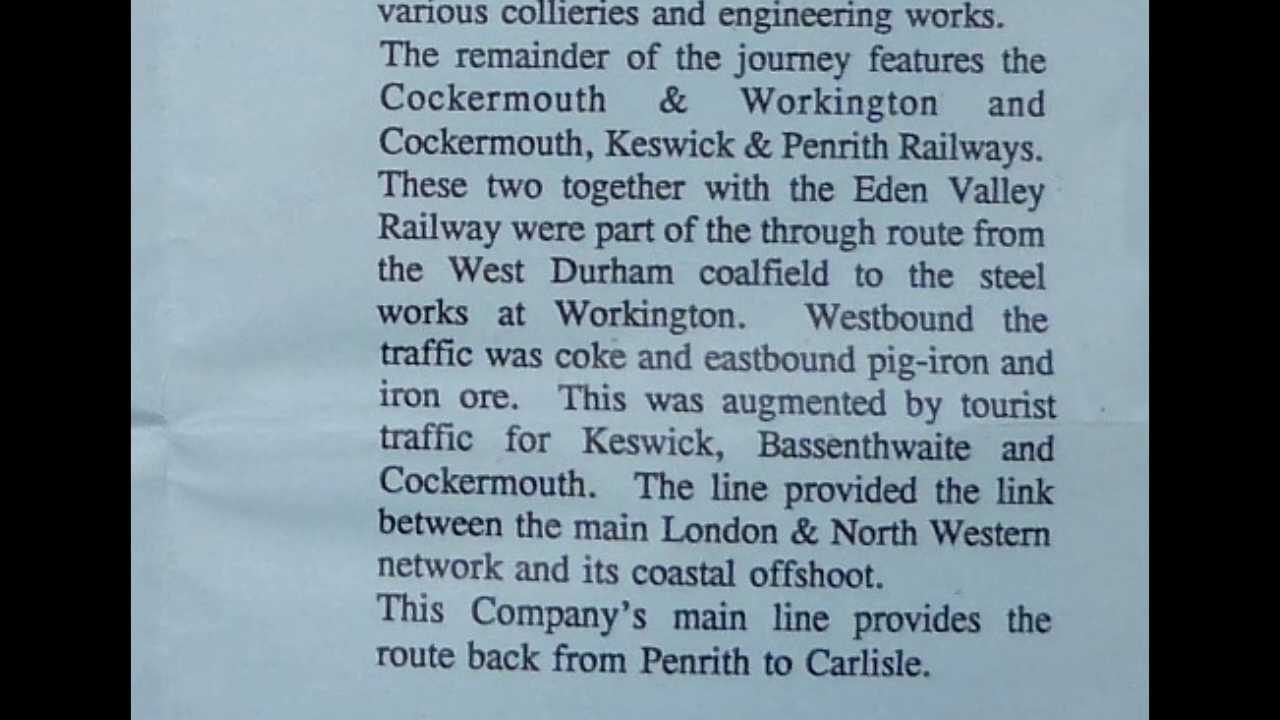 various collieries and engineering works.
The remainder of the journey features the
Cockermouth & Workington and
Cockermouth, Keswick & Penrith Railways.
These two together with the Eden Valley
Railway were part of the through route from
the West Durham coalfield to the steel
works at Workington. Westbound the
traffic was coke and eastbound pig-iron and
iron ore. This was augmented by tourist
traffic for Keswick, Bassenthwaite and
Cockermouth. The line provided the link
between the main London & North Western
network and its coastal offshoot.
This Company's main line provides the
route back from Penrith to Carlisle.